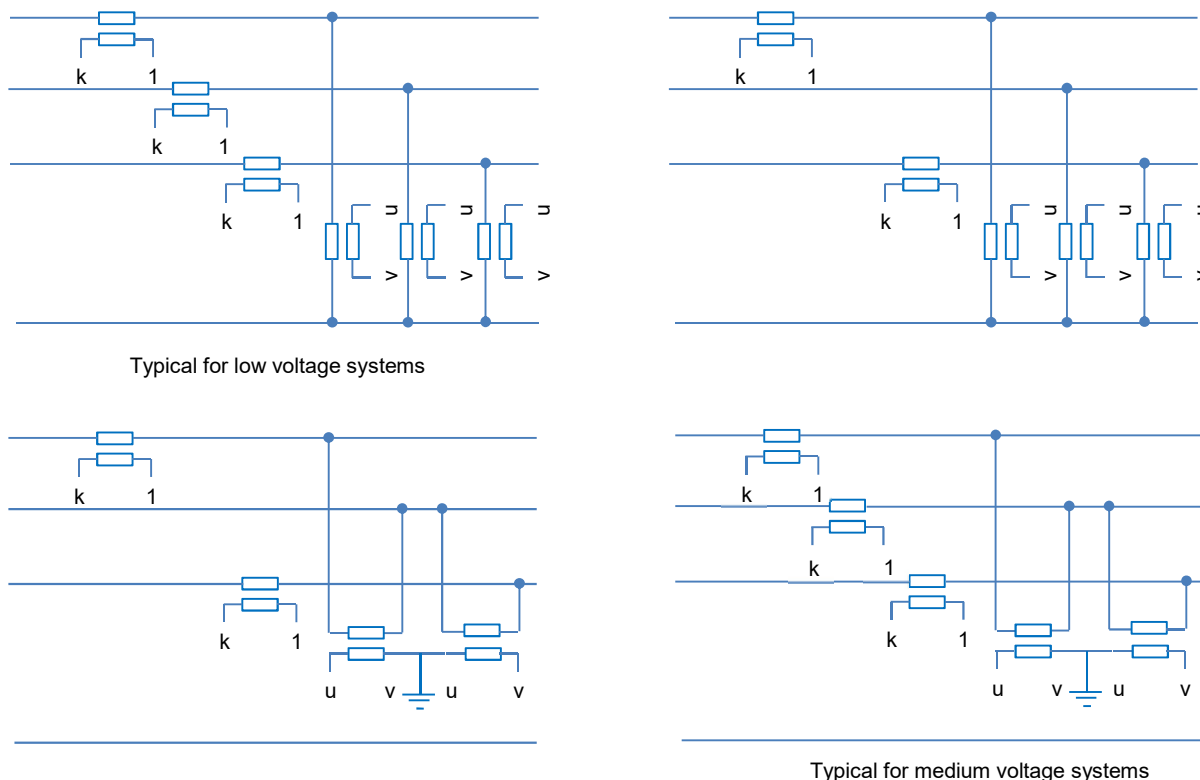 k 1
k 1
k 1
u u u
v v v
Typical for low voltage systems
k 1
k 1
u u u
v v v
k 1
k 1
u v u v
k 1
k 1
k 1
u v u v
Typical for medium voltage systems